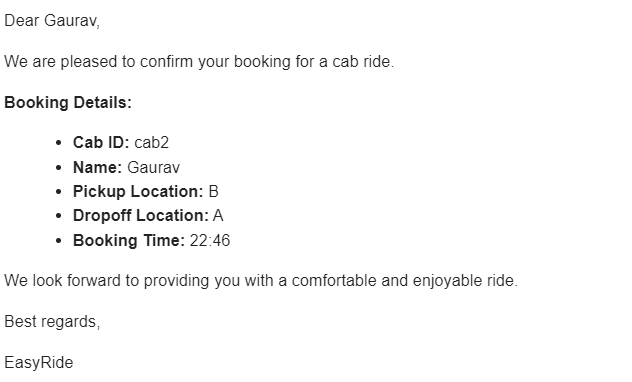 Dear Gaurav,
We are pleased to confirm your booking for a cab ride.
Booking Details:
• Cab ID: cab2
• Name: Gaurav
• Pickup Location: B
• Dropoff Location: A
• Booking Time: 22:46
We look forward to providing you with a comfortable and enjoyable ride.
Best regards,
EasyRide